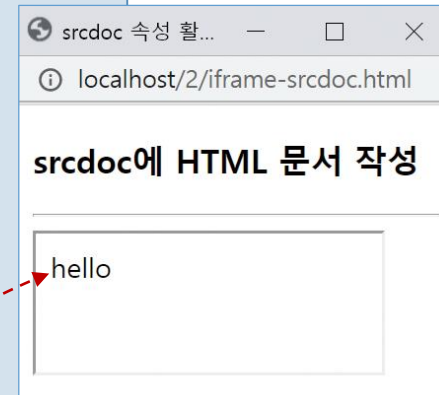 srcdoc 속성 활...
localhost/2/iframe-srcdoc.html
srcdoc에 HTML 문서 작성
hello